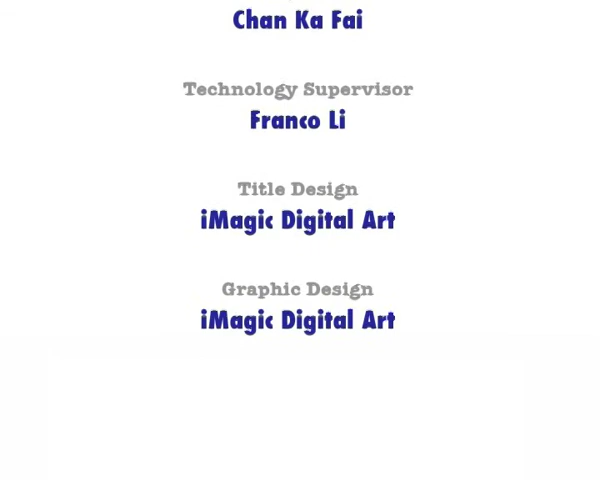 Chan Ka Fai
Technology Supervisor
Franco Li
Title Design
iMagic Digital Art
Graphic Design
iMagic Digital Art